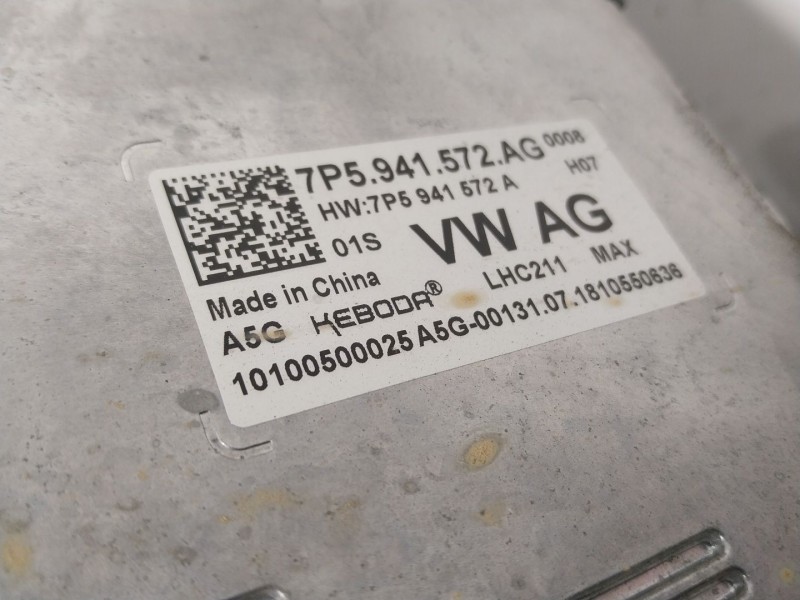 7P5.941.572.AG 0008
HW:7P5 941 572 A H07
01S VW AG
Made in China LHC211 MAX
A5G KEBODA®
10100500025 A5G-00131.07.1810550636